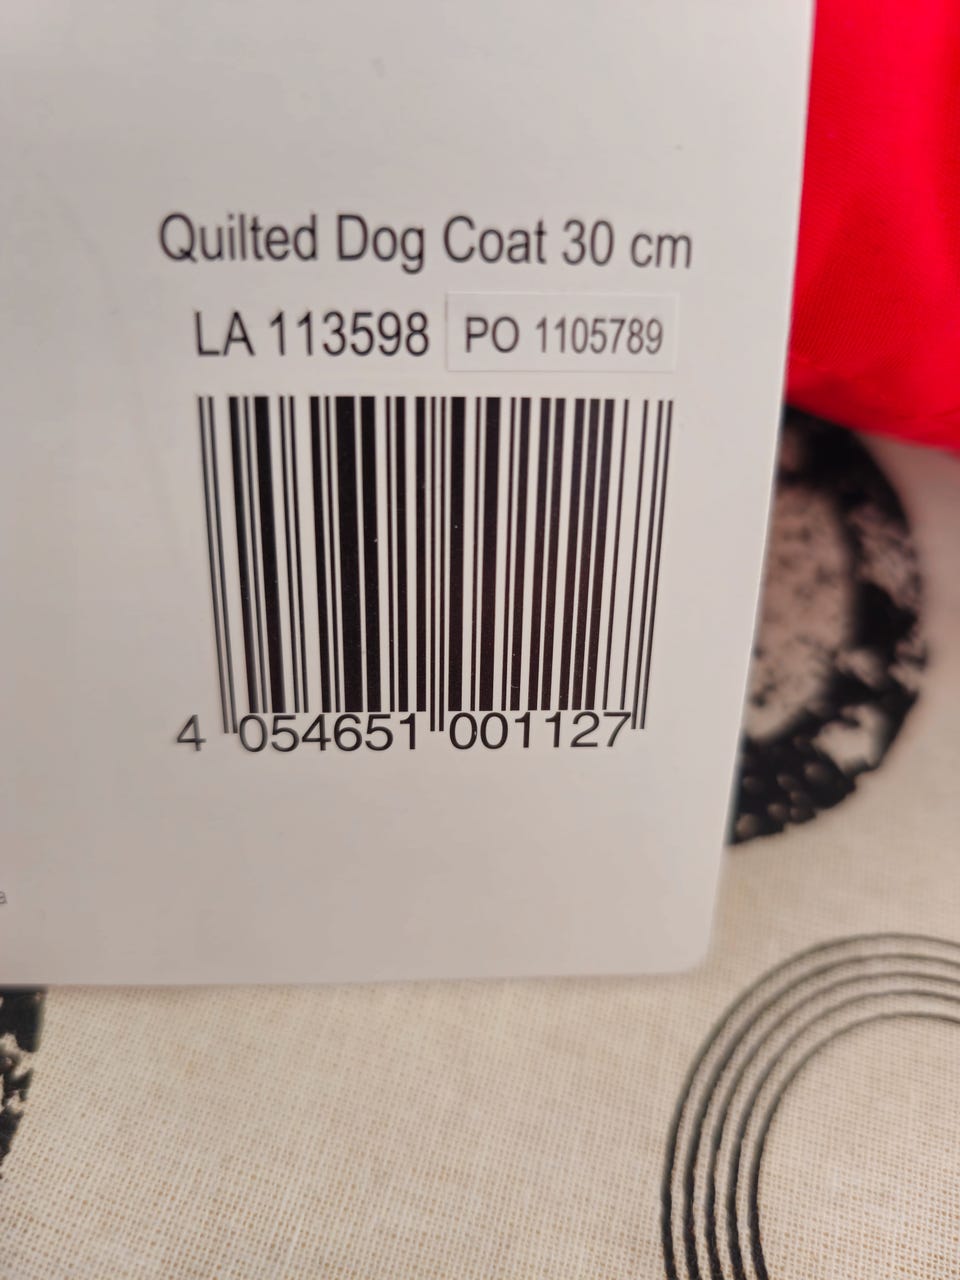 Quilted Dog Coat 30 cm
LA 113598 PO 1105789
4 054651 001127